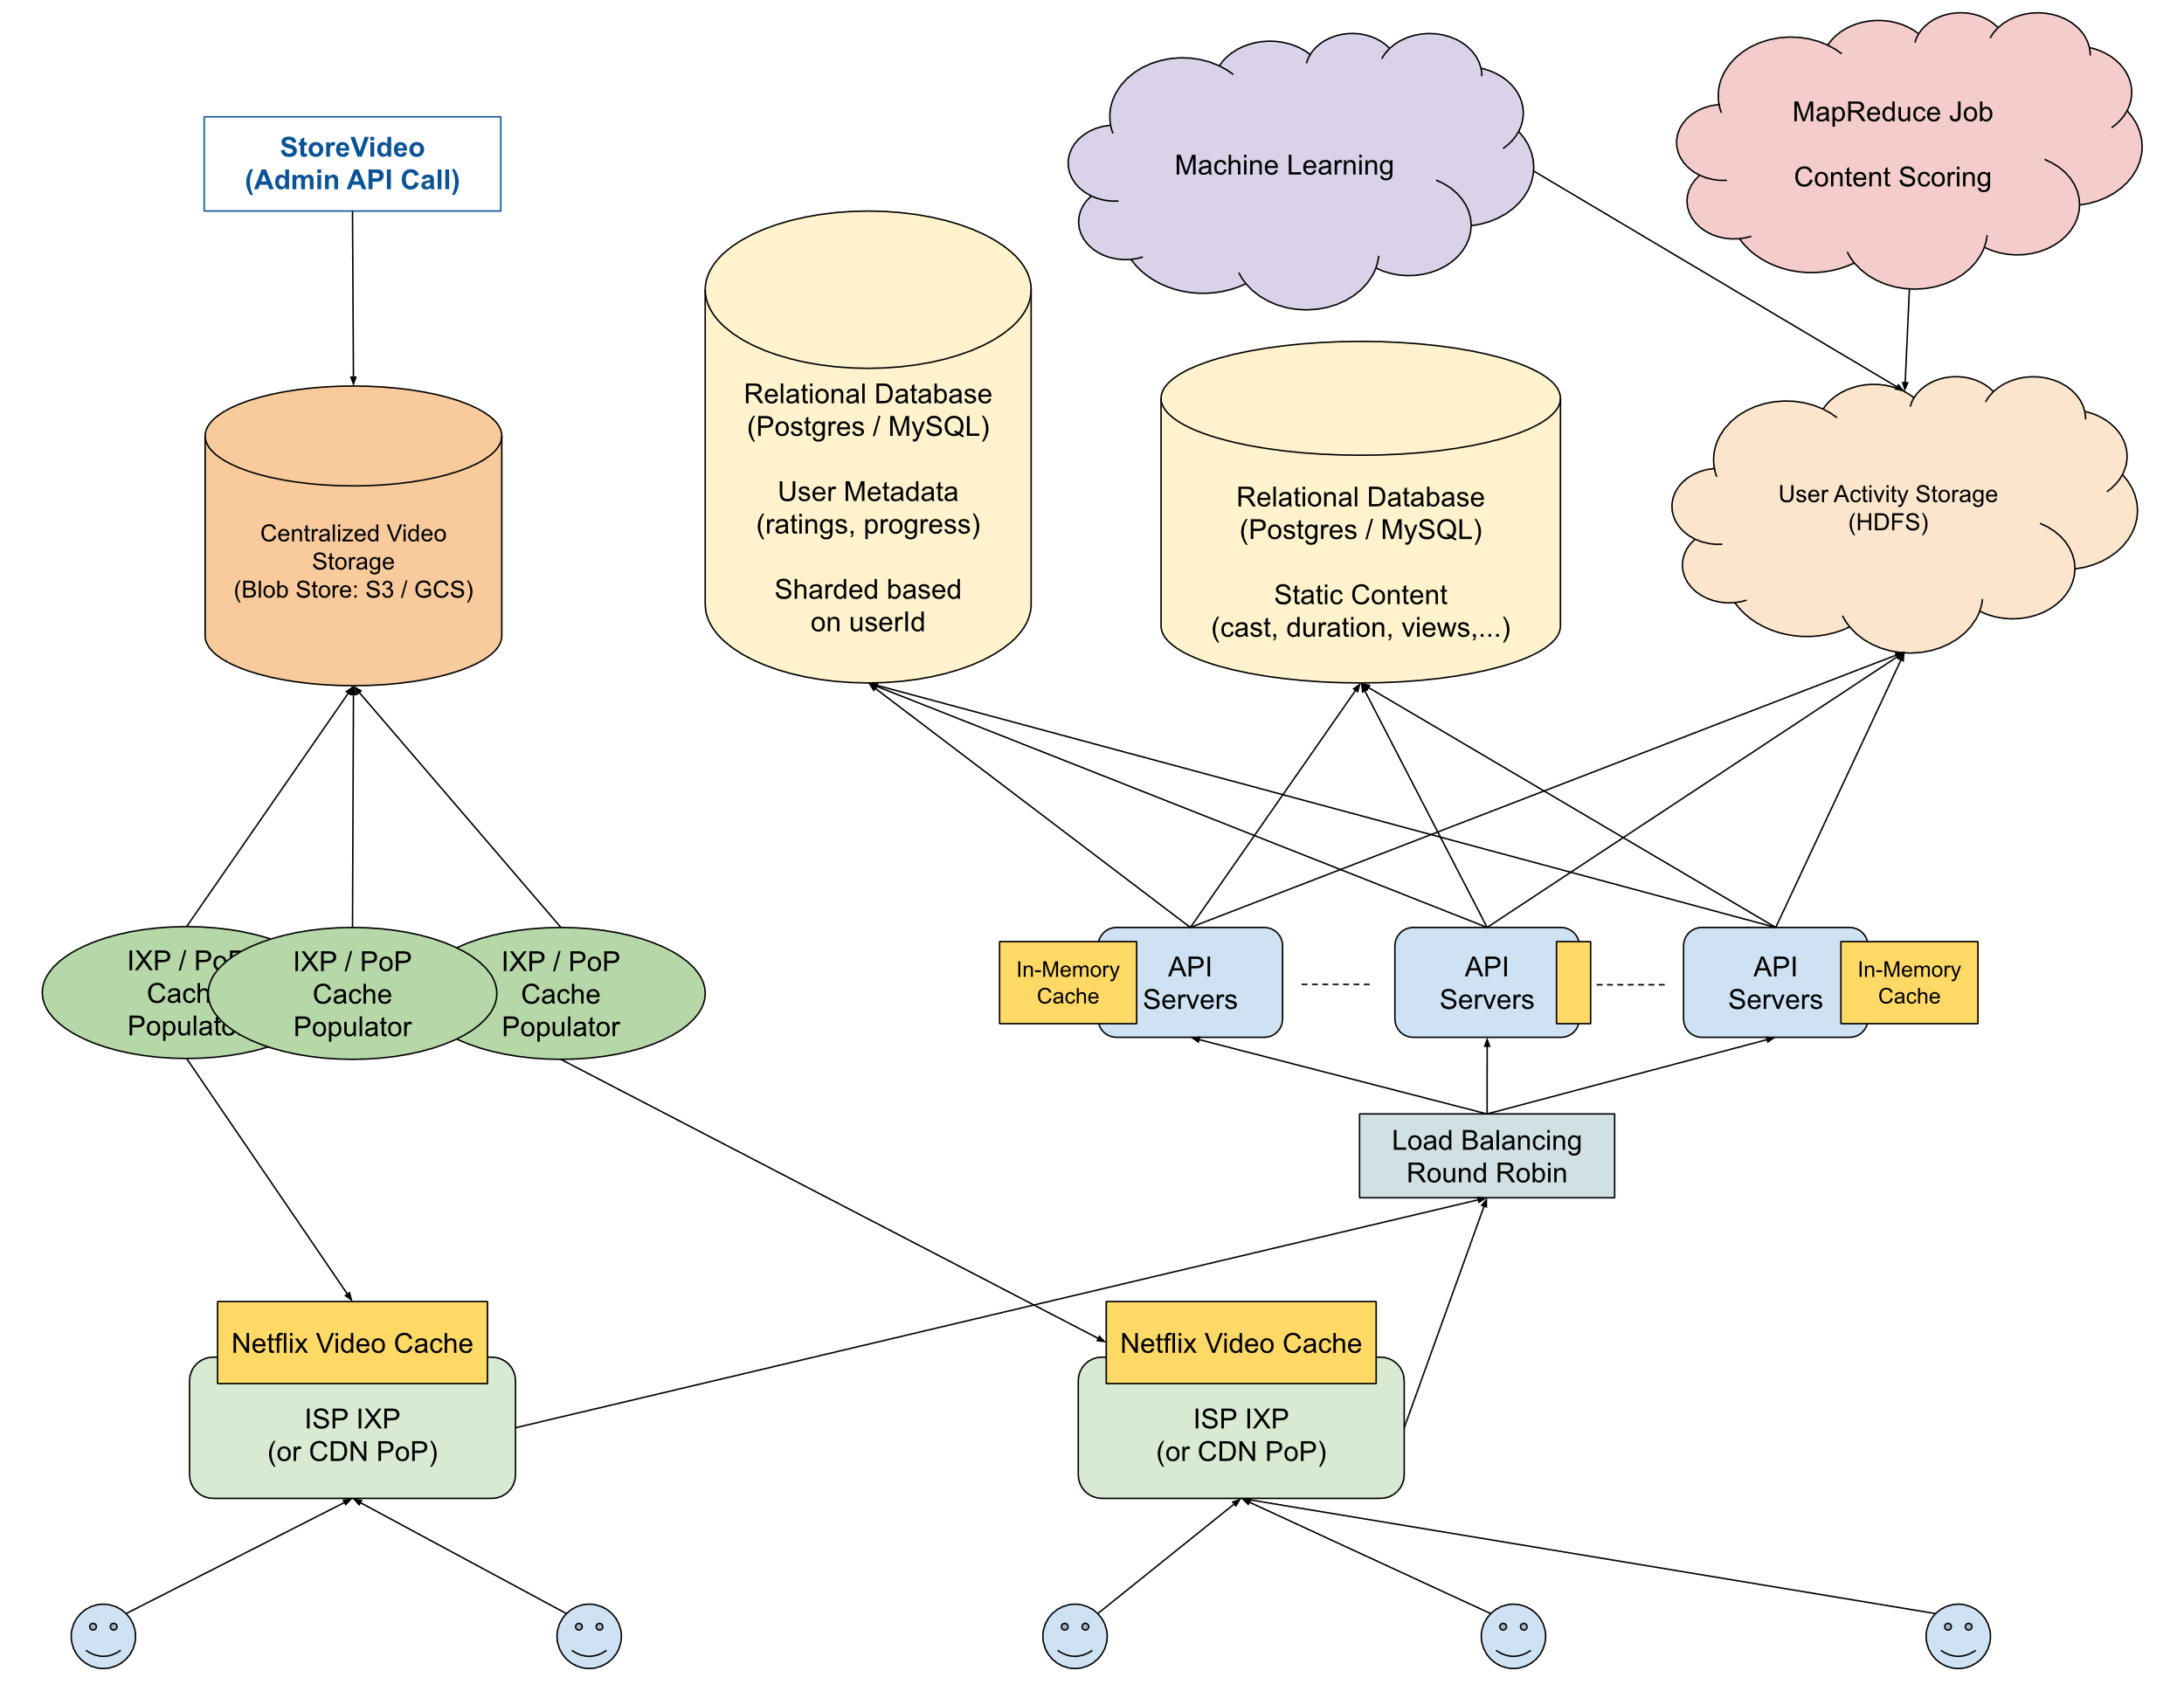 StoreVideo
(Admin API Call)
Machine Learning
MapReduce Job
Content Scoring
Relational Database
(Postgres / MySQL)
User Metadata
(ratings, progress)
Sharded based
on userId
Relational Database
(Postgres / MySQL)
Static Content
(cast, duration, views,...)
User Activity Storage
(HDFS)
Centralized Video
Storage
(Blob Store: S3 / GCS)
IXP / PoP
Cache
Populator
IXP / PoP
Cache
Populator
IXP / PoP
Cache
Populator
In-Memory
Cache
API
Servers
API
Servers
API
Servers
In-Memory
Cache
Load Balancing
Round Robin
Netflix Video Cache
ISP IXP
(or CDN PoP)
Netflix Video Cache
ISP IXP
(or CDN PoP)